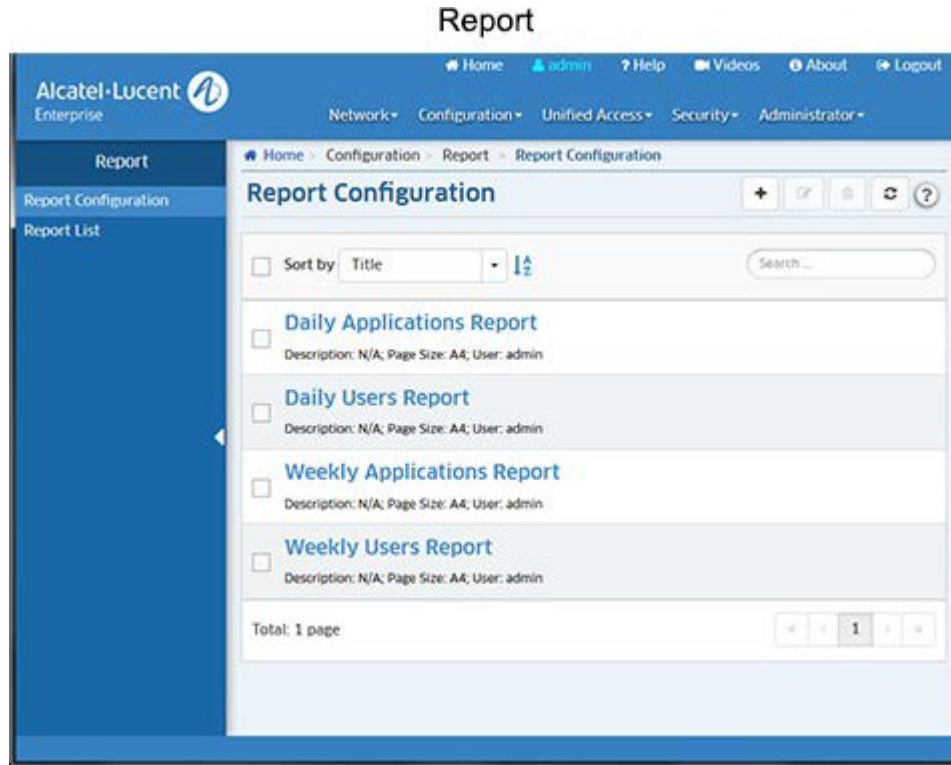 Report
Home admin ? Help Videos About Logout
Alcatel·Lucent
Enterprise
Network Configuration Unified Access Security Administrator
Report
Report Configuration
Report List
Home > Configuration > Report > Report Configuration
Report Configuration
?
Sort by Title
Search ...
Daily Applications Report
Description: N/A; Page Size: A4; User: admin
Daily Users Report
Description: N/A; Page Size: A4; User: admin
Weekly Applications Report
Description: N/A; Page Size: A4; User: admin
Weekly Users Report
Description: N/A; Page Size: A4; User: admin
Total: 1 page
« ‹ 1 › »